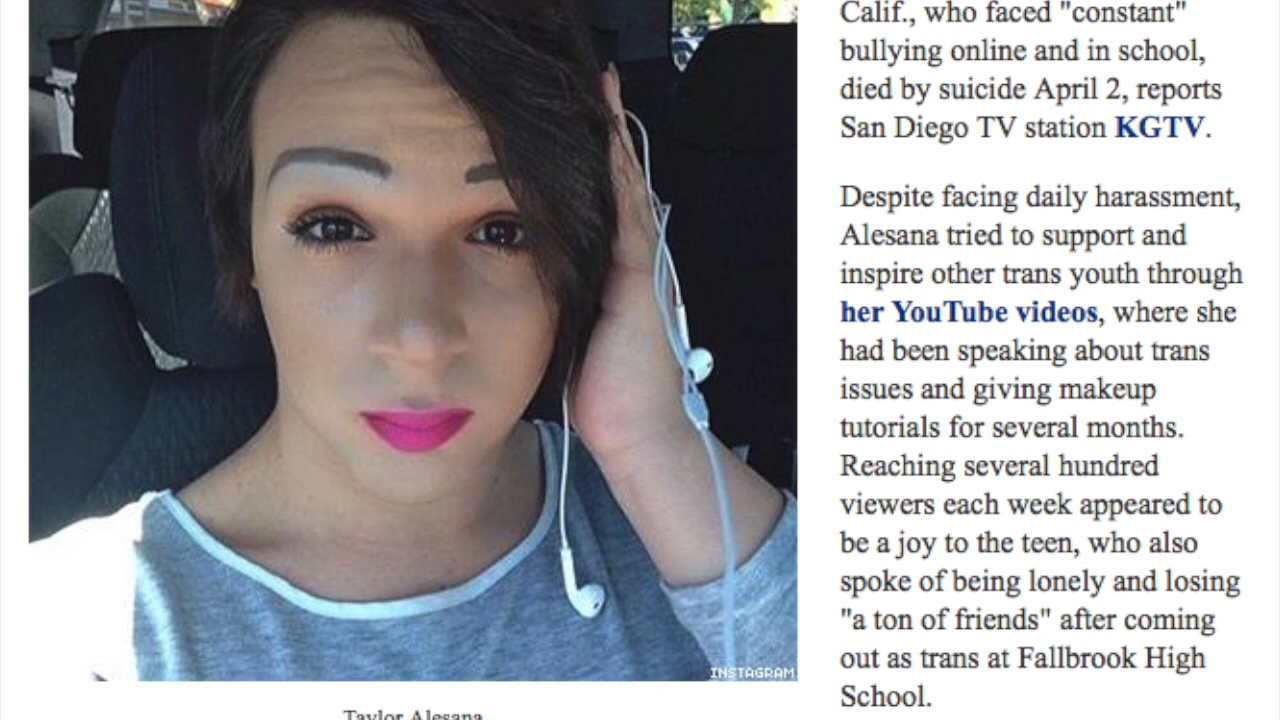 Calif., who faced "constant"
bullying online and in school,
died by suicide April 2, reports
San Diego TV station KGTV.
Despite facing daily harassment,
Alesana tried to support and
inspire other trans youth through
her YouTube videos, where she
had been speaking about trans
issues and giving makeup
tutorials for several months.
Reaching several hundred
viewers each week appeared to
be a joy to the teen, who also
spoke of being lonely and losing
"a ton of friends" after coming
out as trans at Fallbrook High
School.
INSTAGRAM
Taylor Alesana